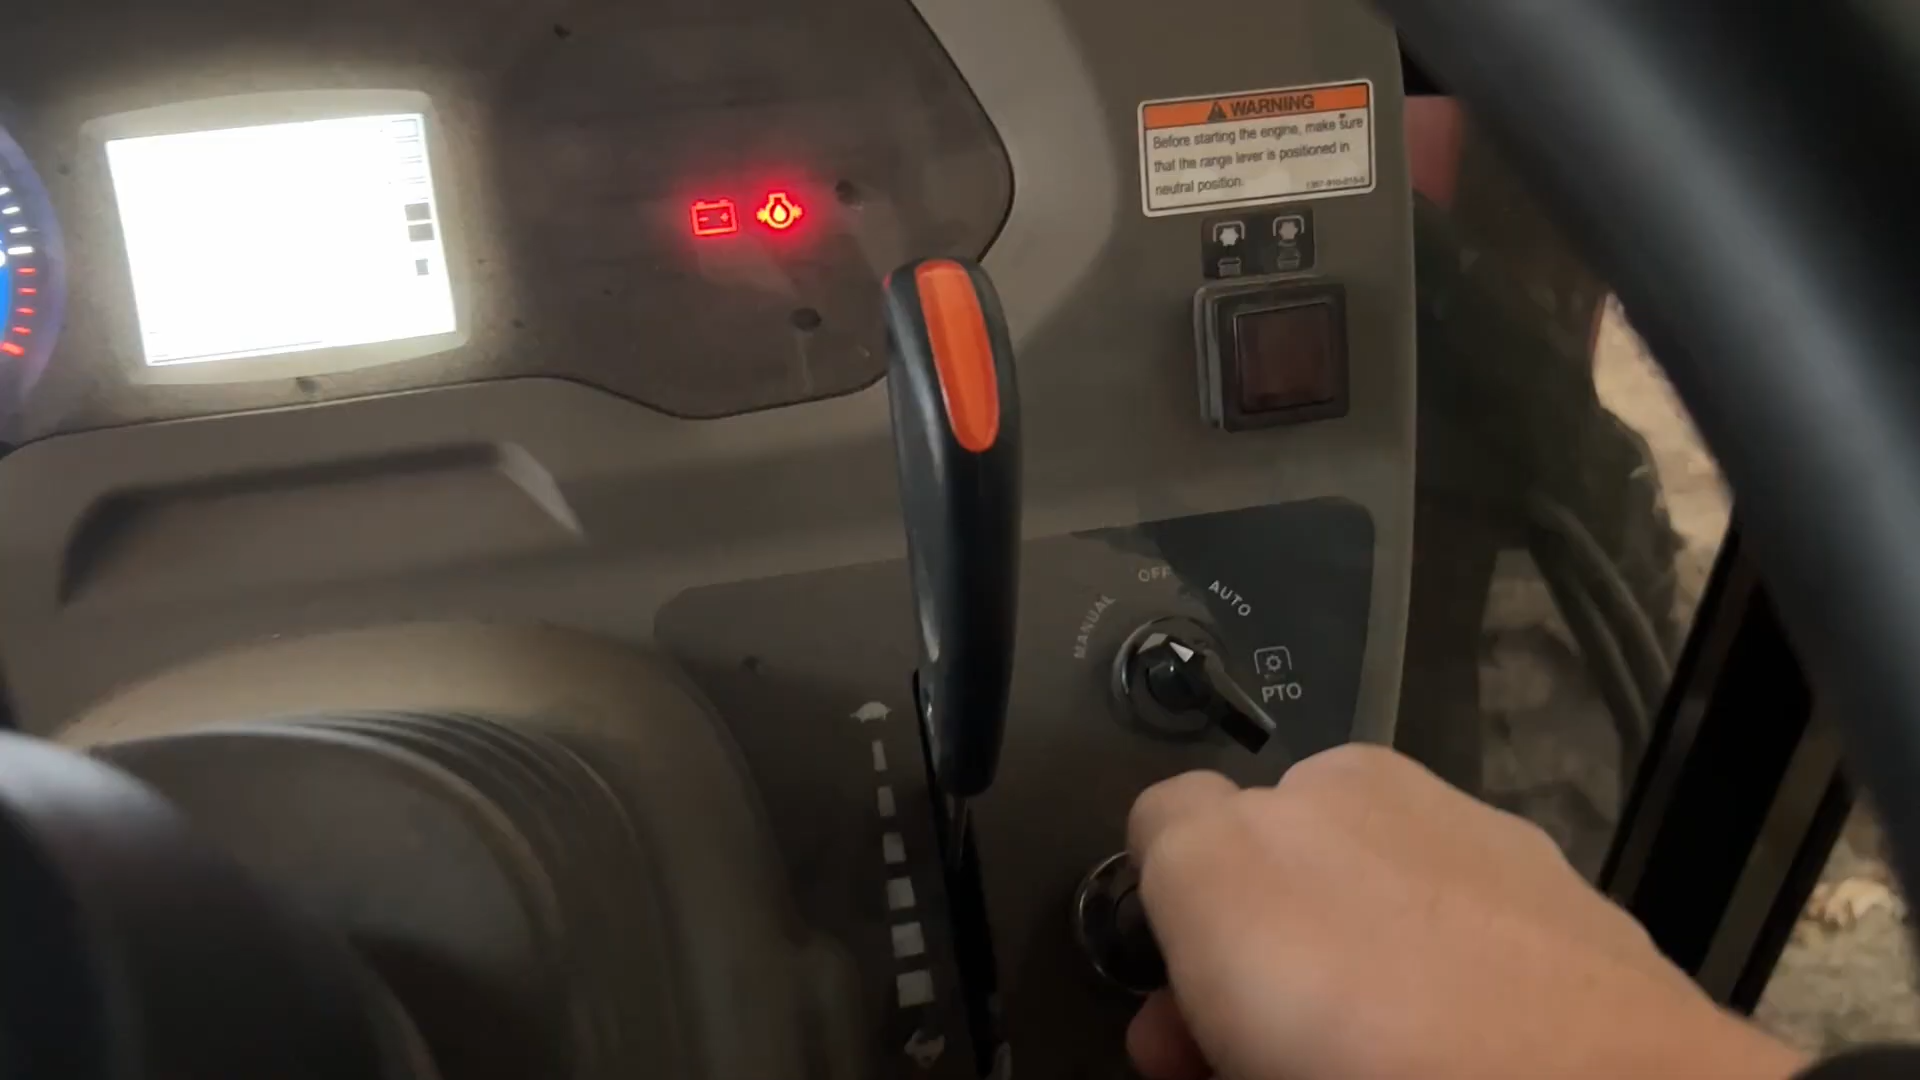 WARNING
Before starting the engine, make sure
that the range lever is positioned in
neutral position.
OFF
AUTO
MANUAL
PTO